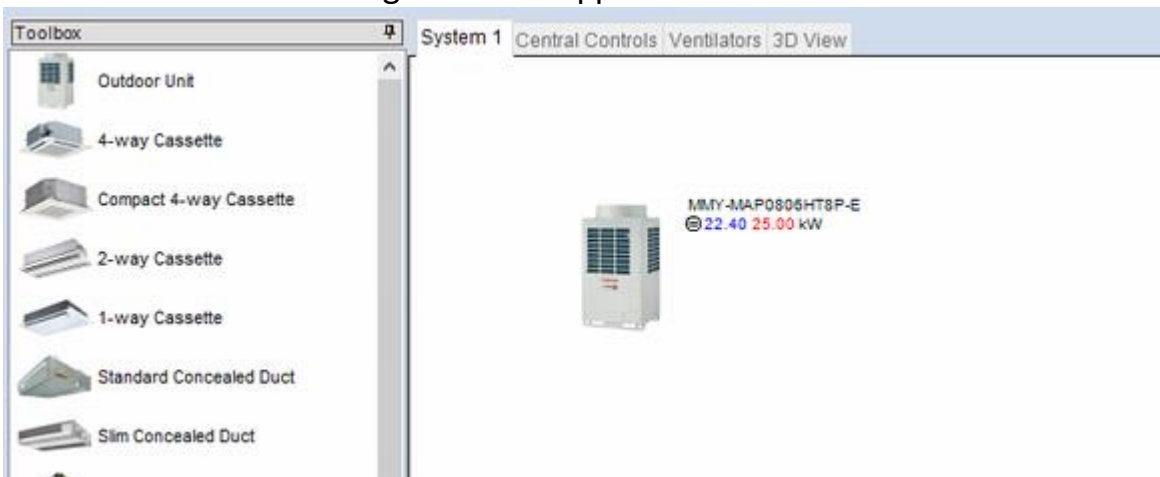 Toolbox
System 1 Central Controls Ventilators 3D View
Outdoor Unit
4-way Cassette
Compact 4-way Cassette
2-way Cassette
1-way Cassette
Standard Concealed Duct
Slim Concealed Duct
MMY-MAP0806HT8P-E
22.40 25.00 kW